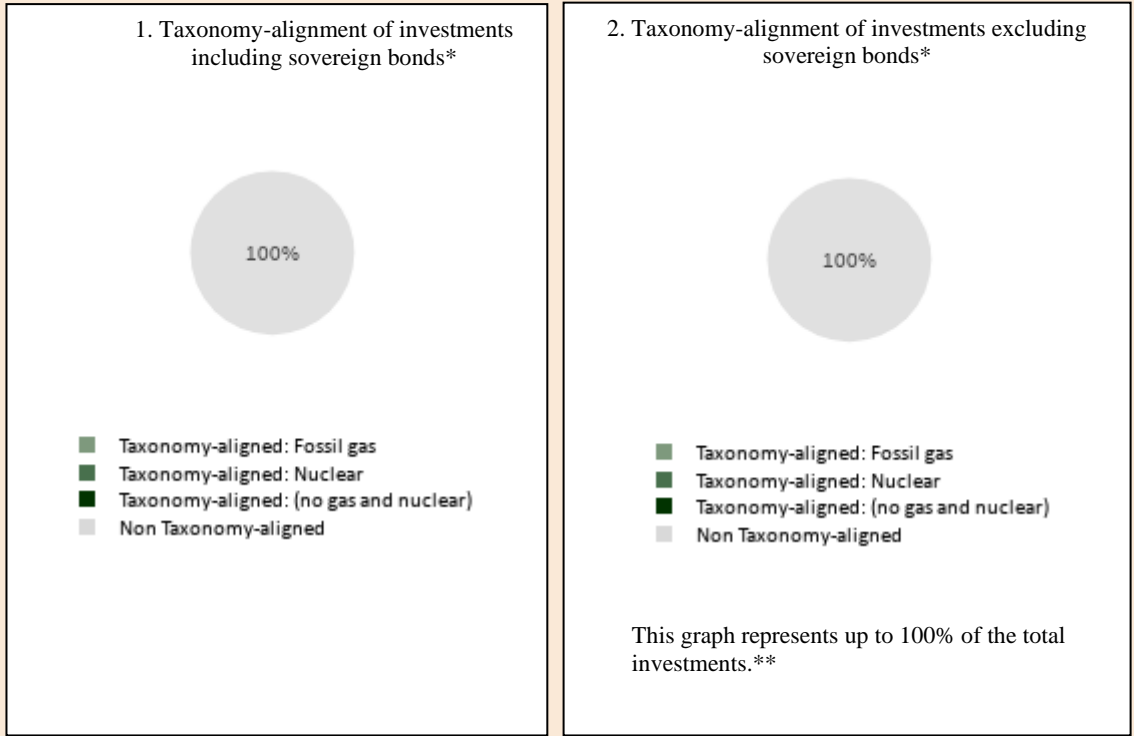 1. Taxonomy-alignment of investments
including sovereign bonds*
100%
Taxonomy-aligned: Fossil gas
Taxonomy-aligned: Nuclear
Taxonomy-aligned: (no gas and nuclear)
Non Taxonomy-aligned
2. Taxonomy-alignment of investments excluding
sovereign bonds*
100%
Taxonomy-aligned: Fossil gas
Taxonomy-aligned: Nuclear
Taxonomy-aligned: (no gas and nuclear)
Non Taxonomy-aligned
This graph represents up to 100% of the total
investments.**